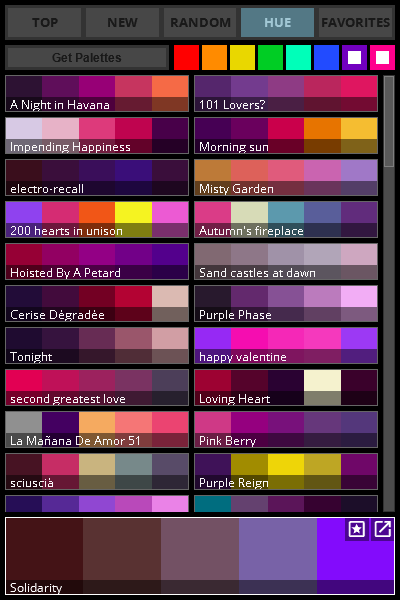 TOP NEW RANDOM HUE FAVORITES
Get Palettes
A Night in Havana 101 Lovers?
Impending Happiness Morning sun
electro-recall Misty Garden
200 hearts in unison Autumn's fireplace
Hoisted By A Petard Sand castles at dawn
Cerise Dégradée Purple Phase
Tonight happy valentine
second greatest love Loving Heart
La Mañana De Amor 51 Pink Berry
sciuscià Purple Reign
Solidarity